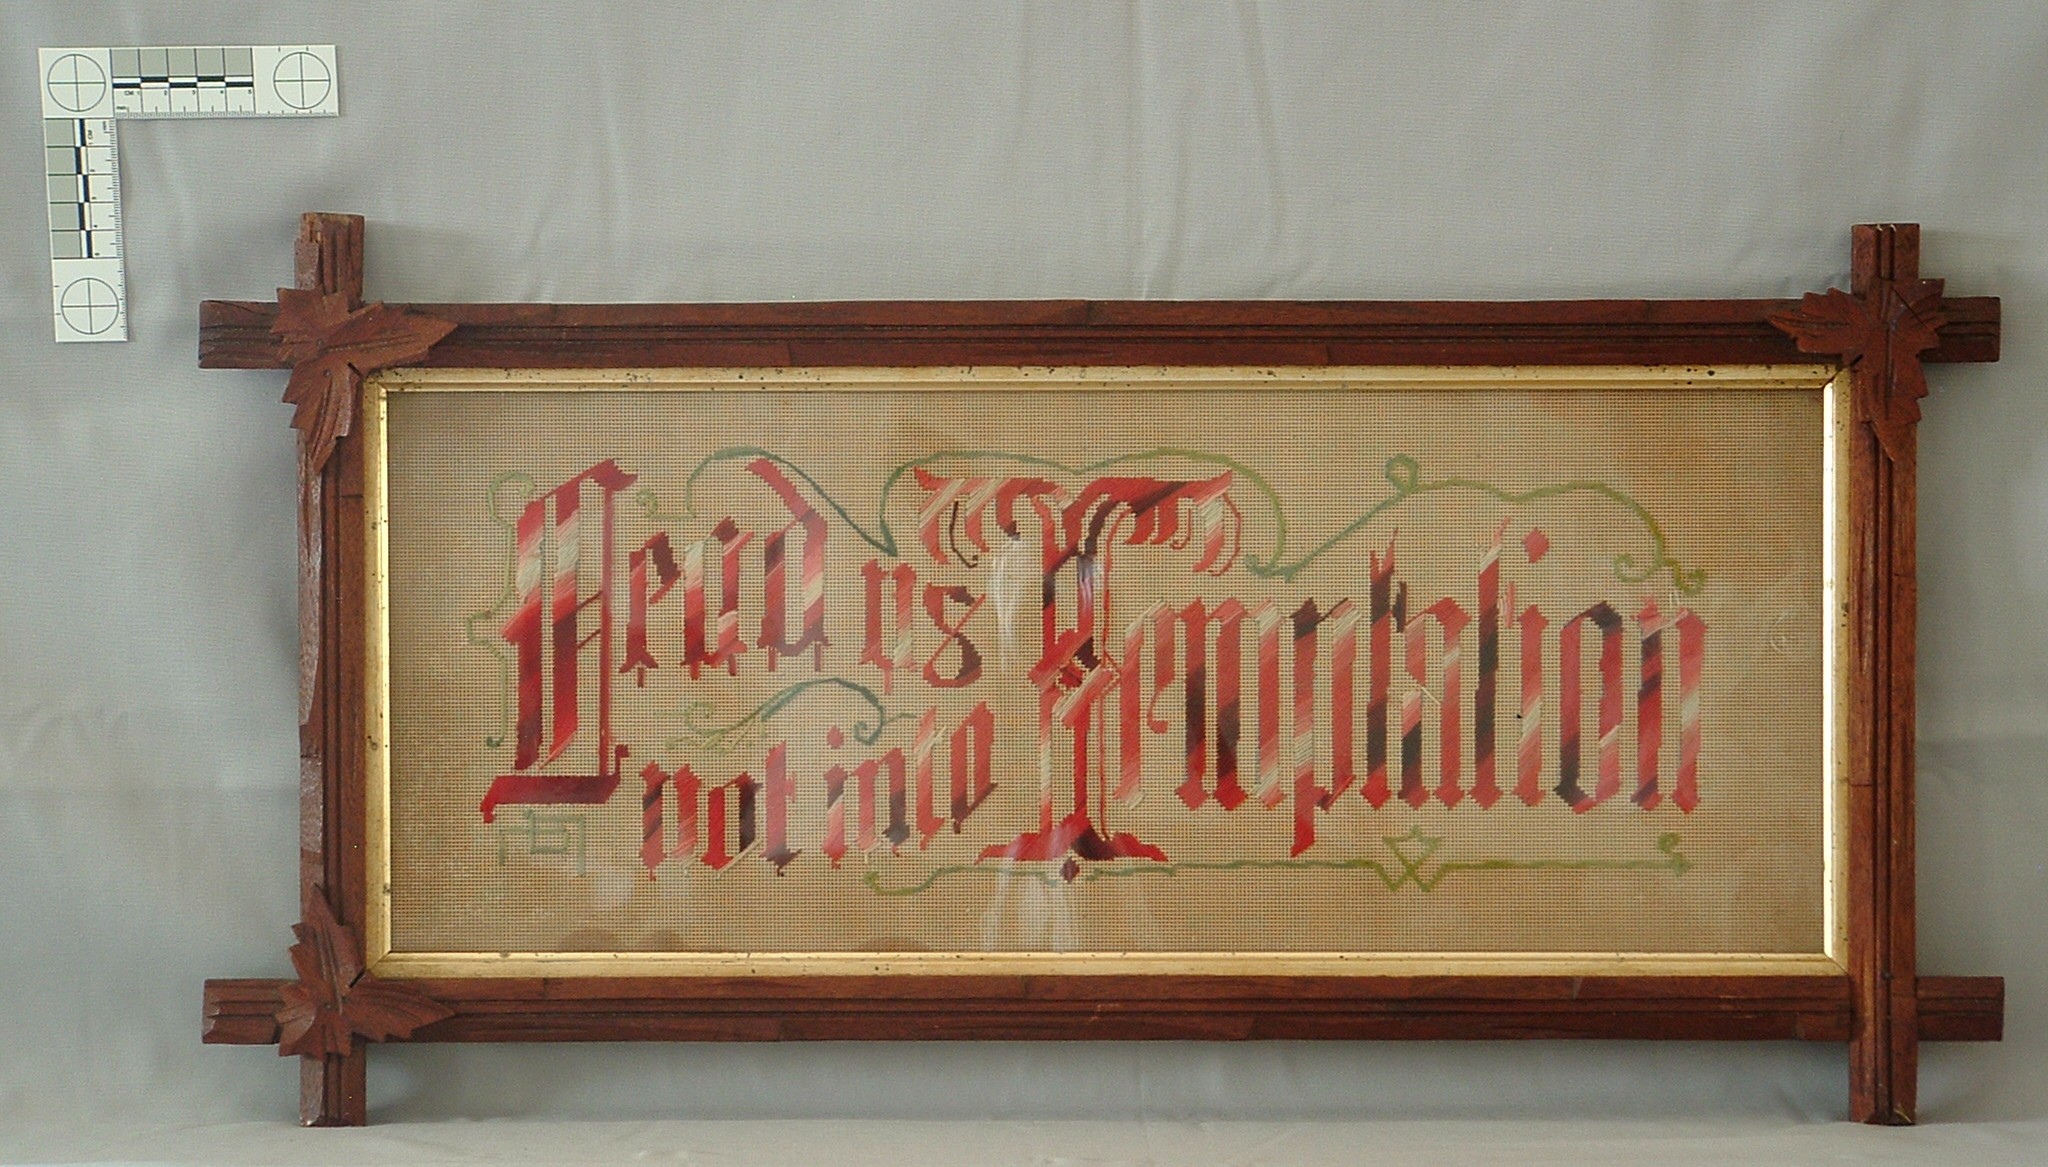 Lead us
not into
Temptation